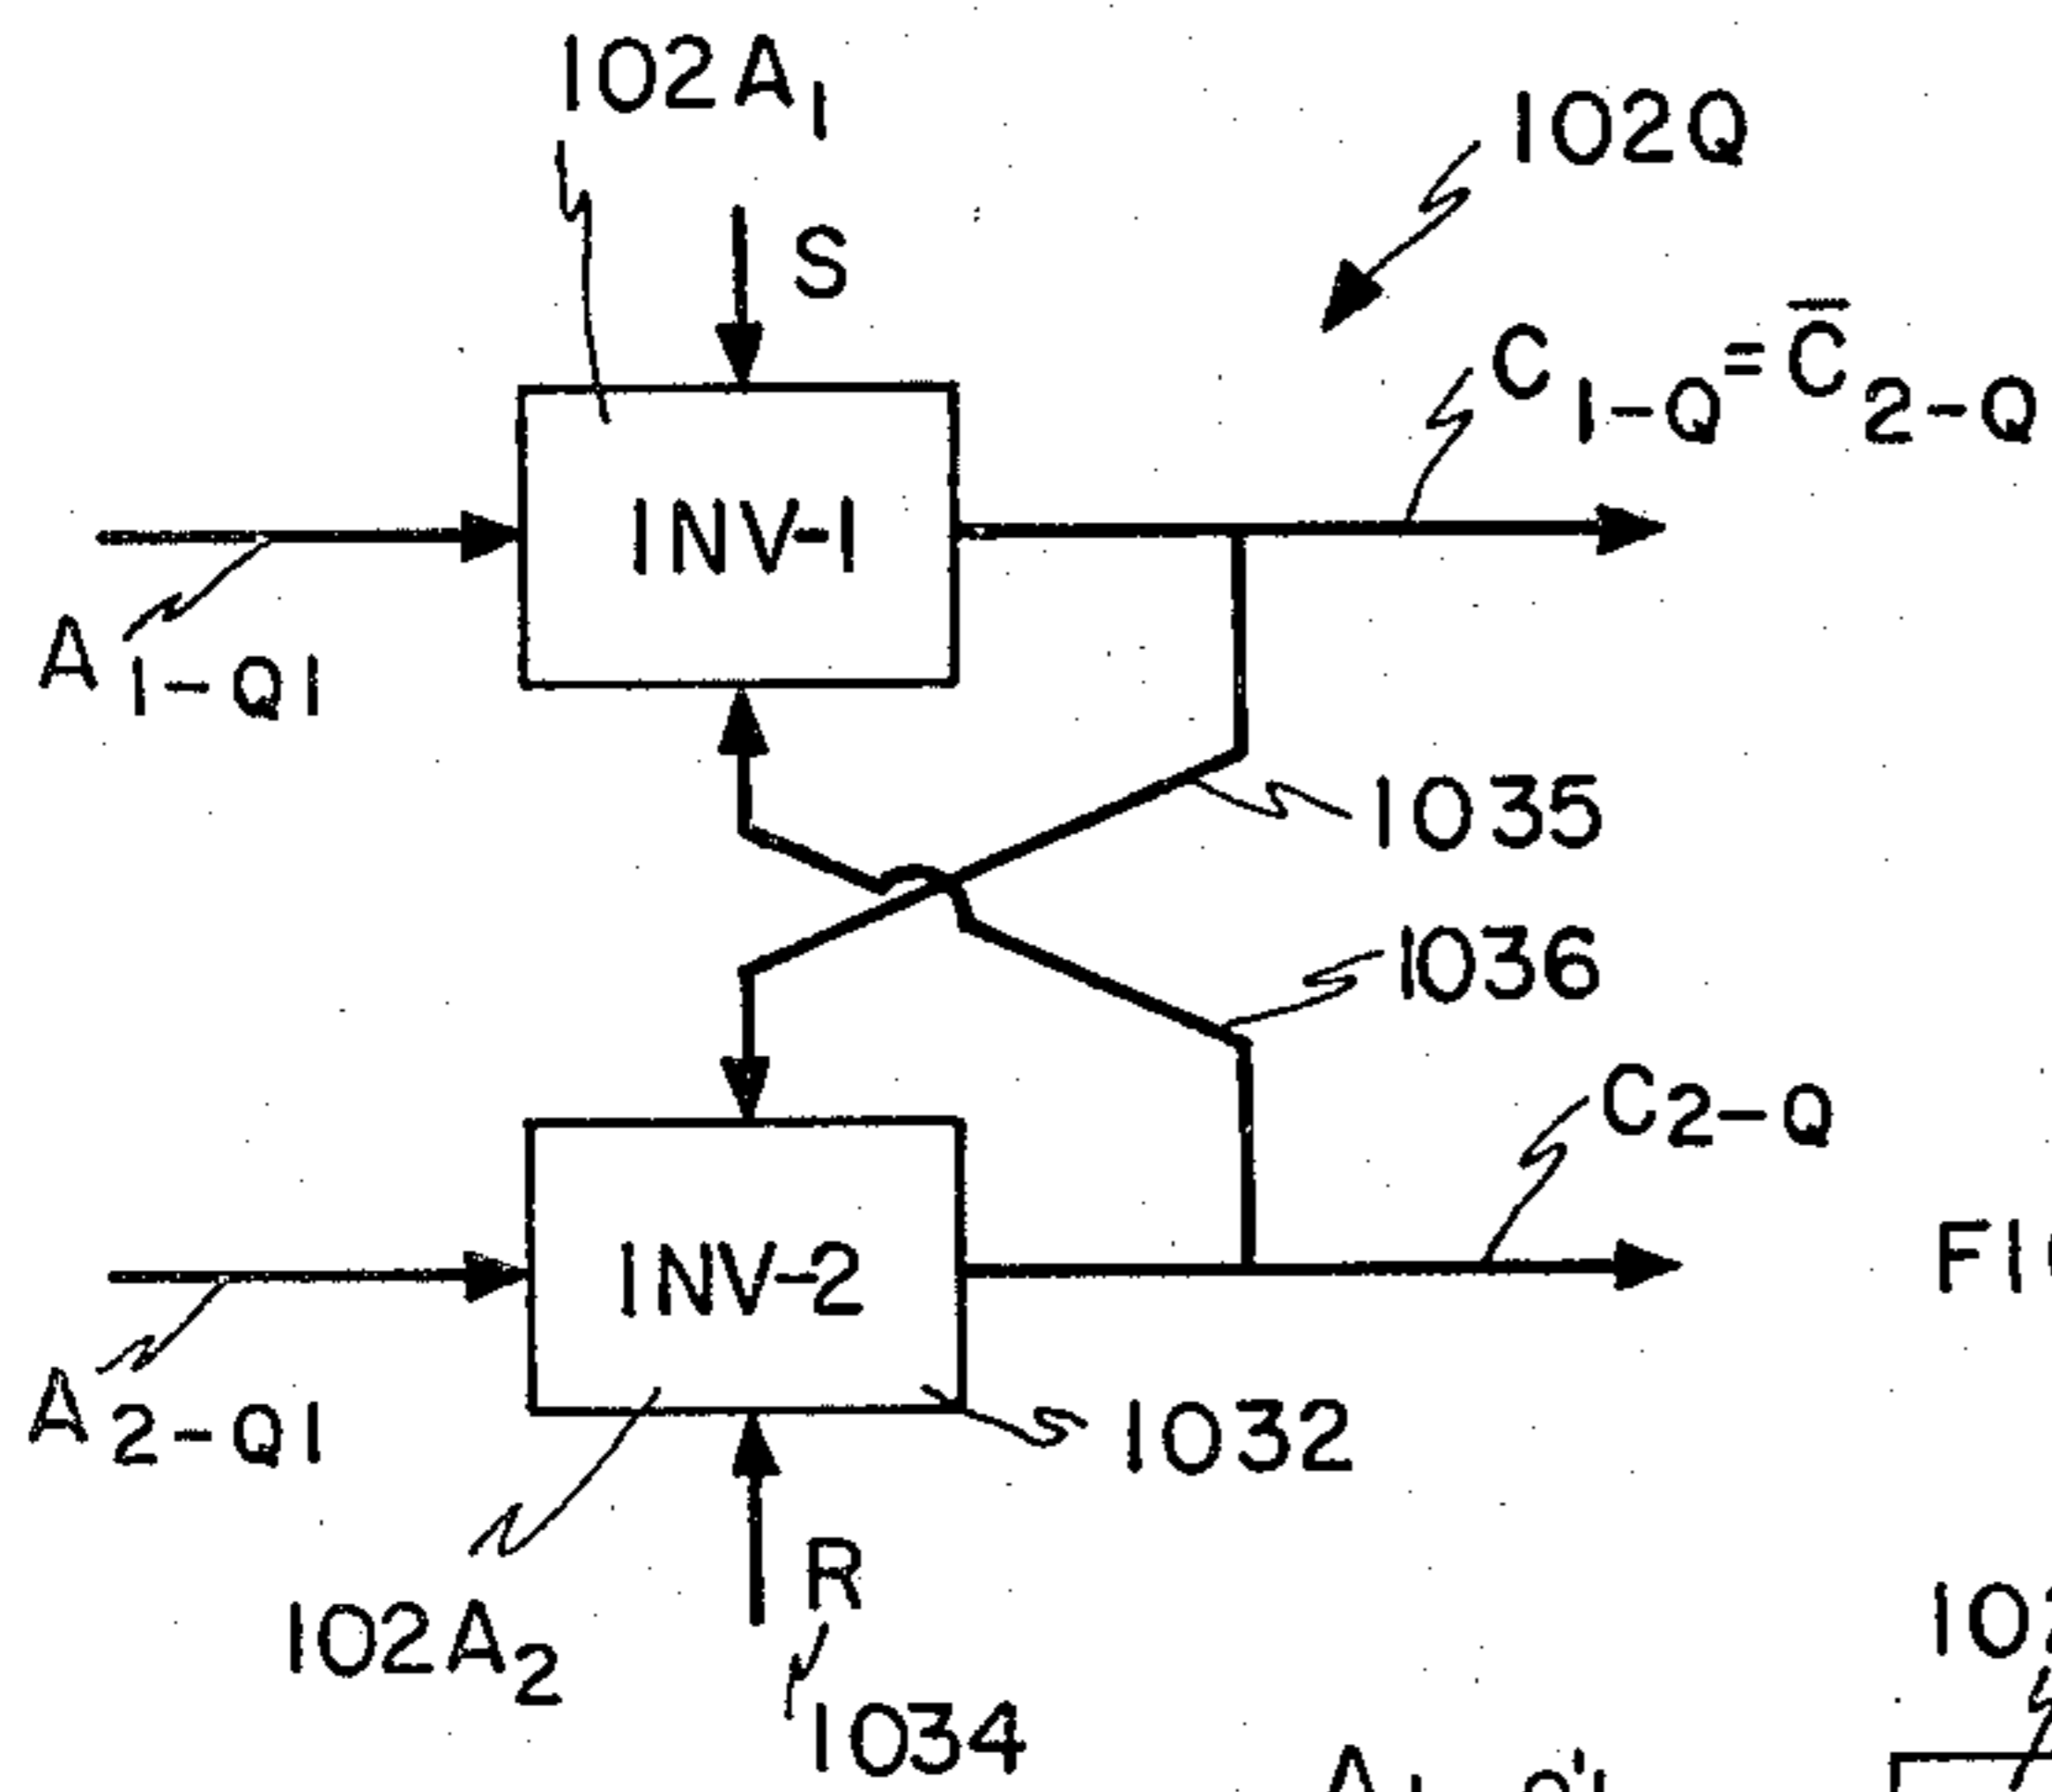 102A₁
102Q
S
C₁₋Q = C̅₂₋Q
INV-1
A₁₋Q1
1035
1036
C₂₋Q
INV-2
A₂₋Q1
1032
R
102A₂
1034